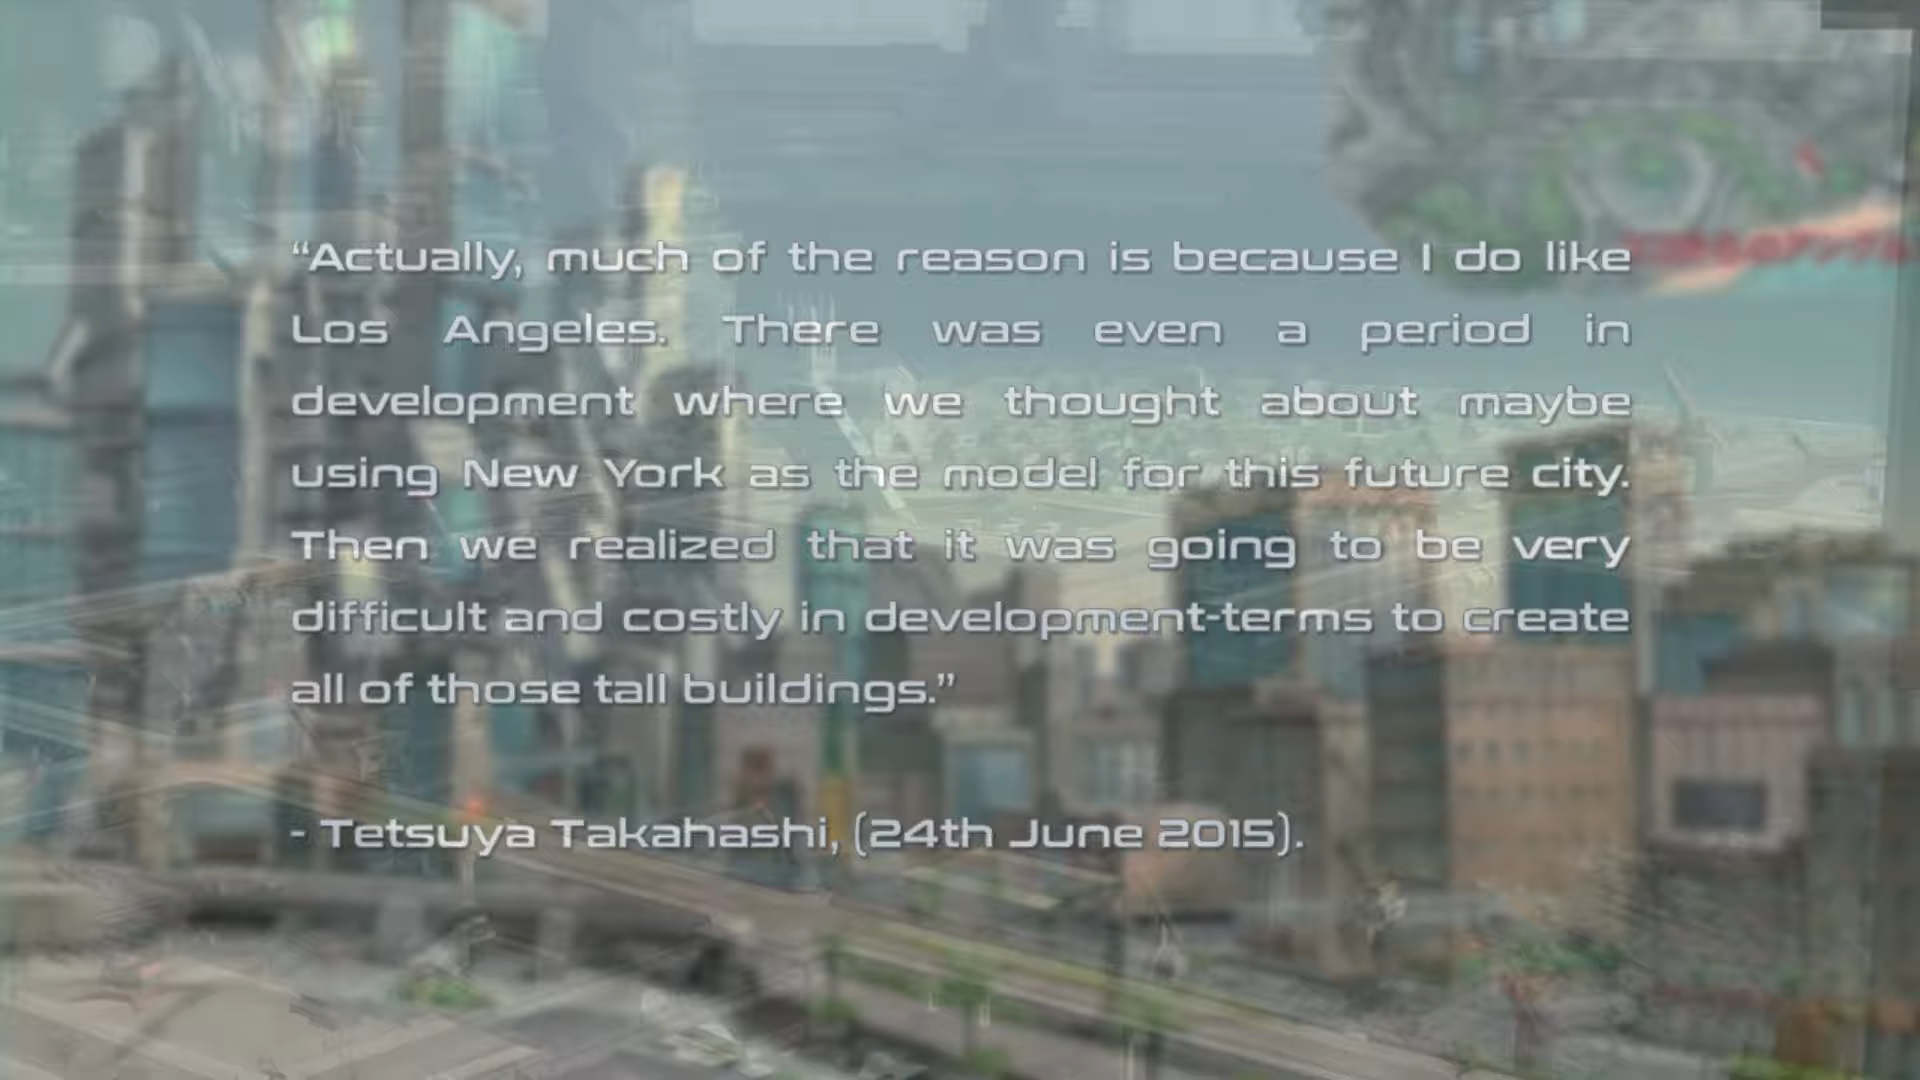 “Actually, much of the reason is because I do like
Los Angeles. There was even a period in
development where we thought about maybe
using New York as the model for this future city.
Then we realized that it was going to be very
difficult and costly in development-terms to create
all of those tall buildings.”
- Tetsuya Takahashi, (24th June 2015).